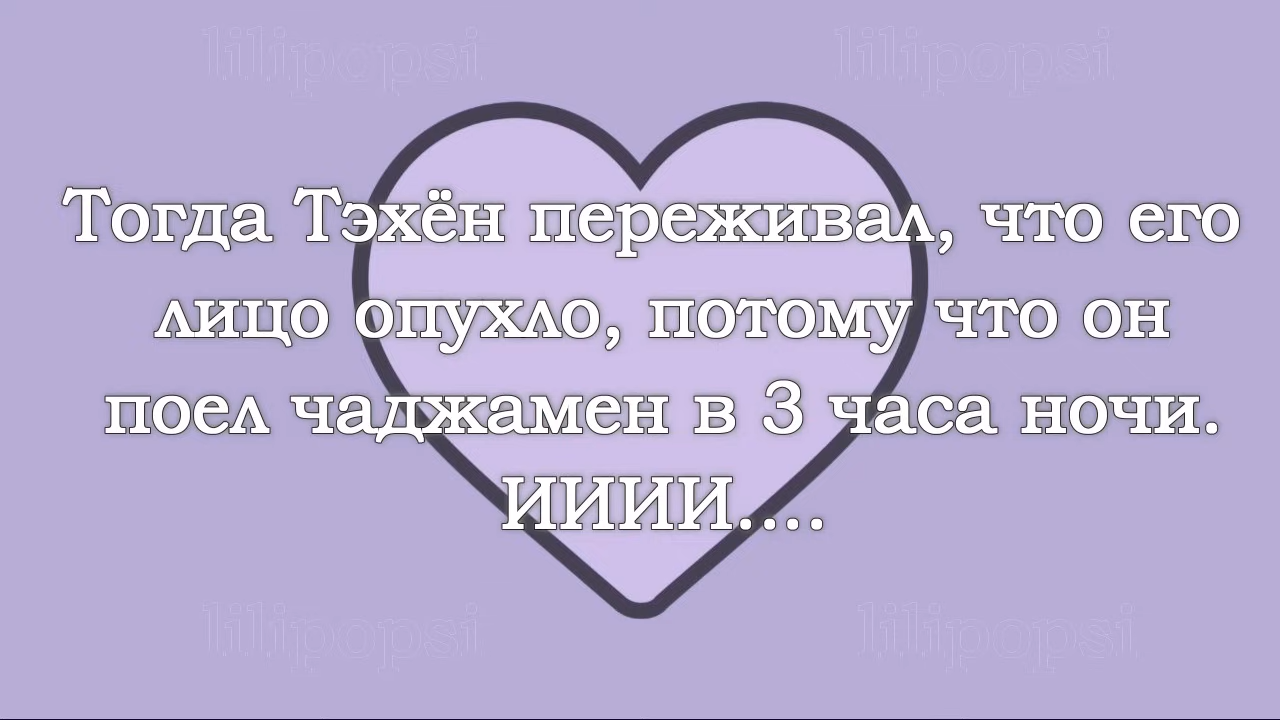 lilipopsi lilipopsi
Тогда Тэхён переживал, что его
лицо опухло, потому что он
поел чаджамен в 3 часа ночи.
ИИИИ....
lilipopsi lilipopsi